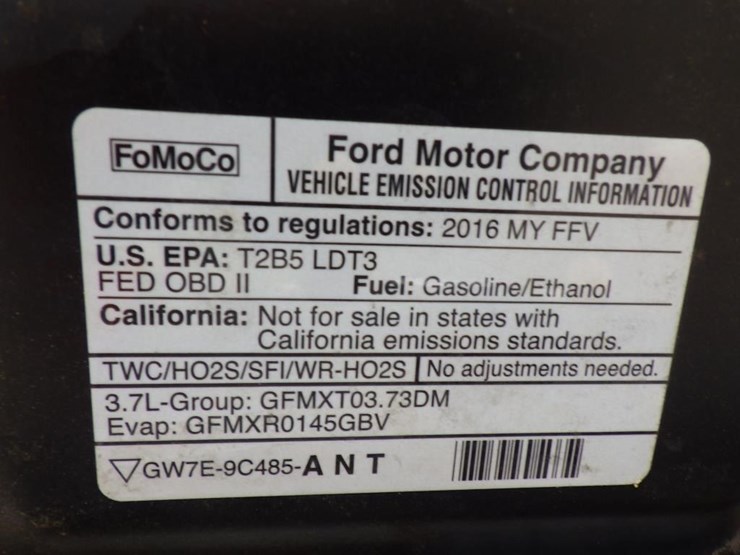 FoMoCo
Ford Motor Company
VEHICLE EMISSION CONTROL INFORMATION
Conforms to regulations: 2016 MY FFV
U.S. EPA: T2B5 LDT3
FED OBD II Fuel: Gasoline/Ethanol
California: Not for sale in states with
California emissions standards.
TWC/HO2S/SFI/WR-HO2S No adjustments needed.
3.7L-Group: GFMXT03.73DM
Evap: GFMXR0145GBV
GW7E-9C485-A N T